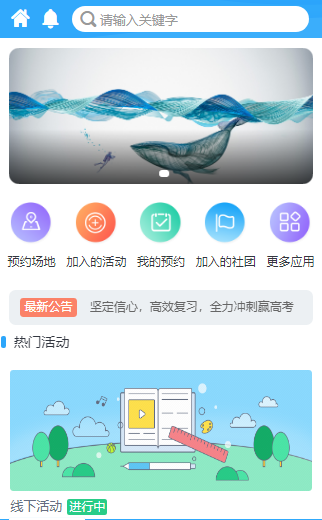 请输入关键字
预约场地 加入的活动 我的预约 加入的社团 更多应用
最新公告 坚定信心，高效复习，全力冲刺赢高考
热门活动
线下活动 进行中